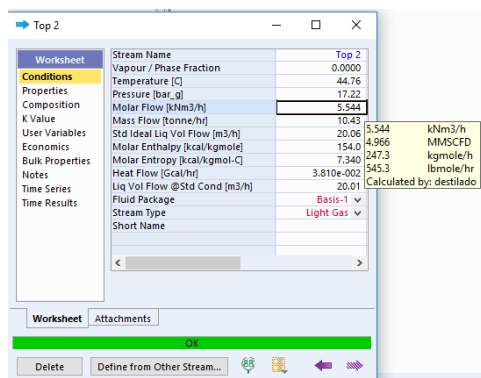 Top 2
Worksheet
Conditions
Properties
Composition
K Value
User Variables
Economics
Bulk Properties
Notes
Time Series
Time Results
Stream Name Top 2
Vapour / Phase Fraction 0.0000
Temperature [C] 44.76
Pressure [bar_g] 17.22
Molar Flow [kNm3/h] 5.544
Mass Flow [tonne/hr] 10.43
Std Ideal Liq Vol Flow [m3/h] 20.06
Molar Enthalpy [kcal/kgmole] 154.0
Molar Entropy [kcal/kgmol-C] 7.340
Heat Flow [Gcal/hr] 3.810e-002
Liq Vol Flow @Std Cond [m3/h] 20.01
Fluid Package Basis-1
Stream Type Light Gas
Short Name
5.544 kNm3/h
4.966 MMSCFD
247.3 kgmole/h
545.3 lbmole/hr
Calculated by: destilado
Worksheet Attachments
OK
Delete Define from Other Stream...